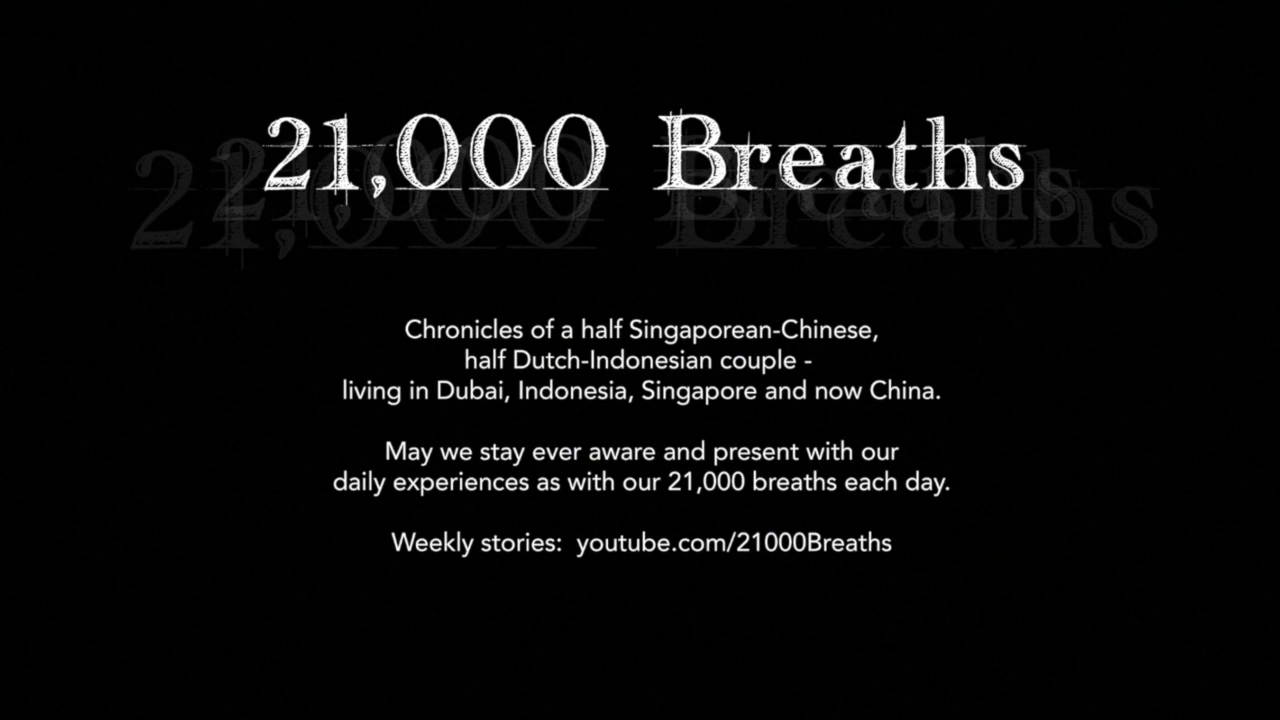 21,000 Breaths
Chronicles of a half Singaporean-Chinese,
half Dutch-Indonesian couple -
living in Dubai, Indonesia, Singapore and now China.
May we stay ever aware and present with our
daily experiences as with our 21,000 breaths each day.
Weekly stories:  youtube.com/21000Breaths